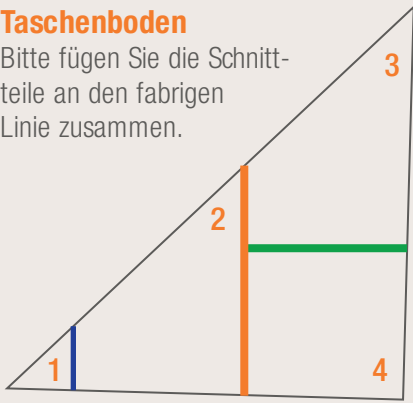 Taschenboden
Bitte fügen Sie die Schnitt-
teile an den fabrigen
Linie zusammen.
3
2
1
4